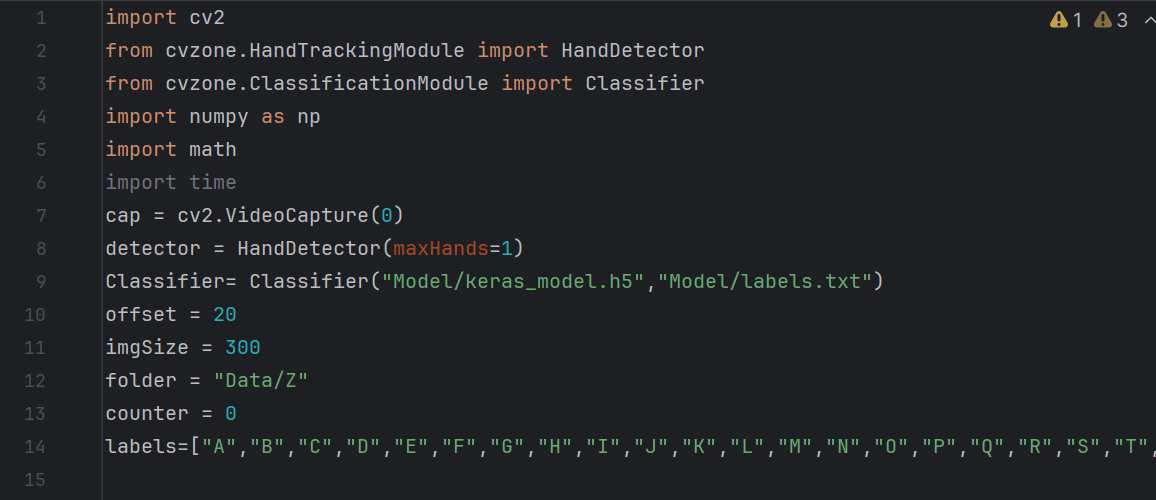 1 import cv2
2 from cvzone.HandTrackingModule import HandDetector
3 from cvzone.ClassificationModule import Classifier
4 import numpy as np
5 import math
6 import time
7 cap = cv2.VideoCapture(0)
8 detector = HandDetector(maxHands=1)
9 Classifier= Classifier("Model/keras_model.h5","Model/labels.txt")
10 offset = 20
11 imgSize = 300
12 folder = "Data/Z"
13 counter = 0
14 labels=["A","B","C","D","E","F","G","H","I","J","K","L","M","N","O","P","Q","R","S","T",
15
1 3